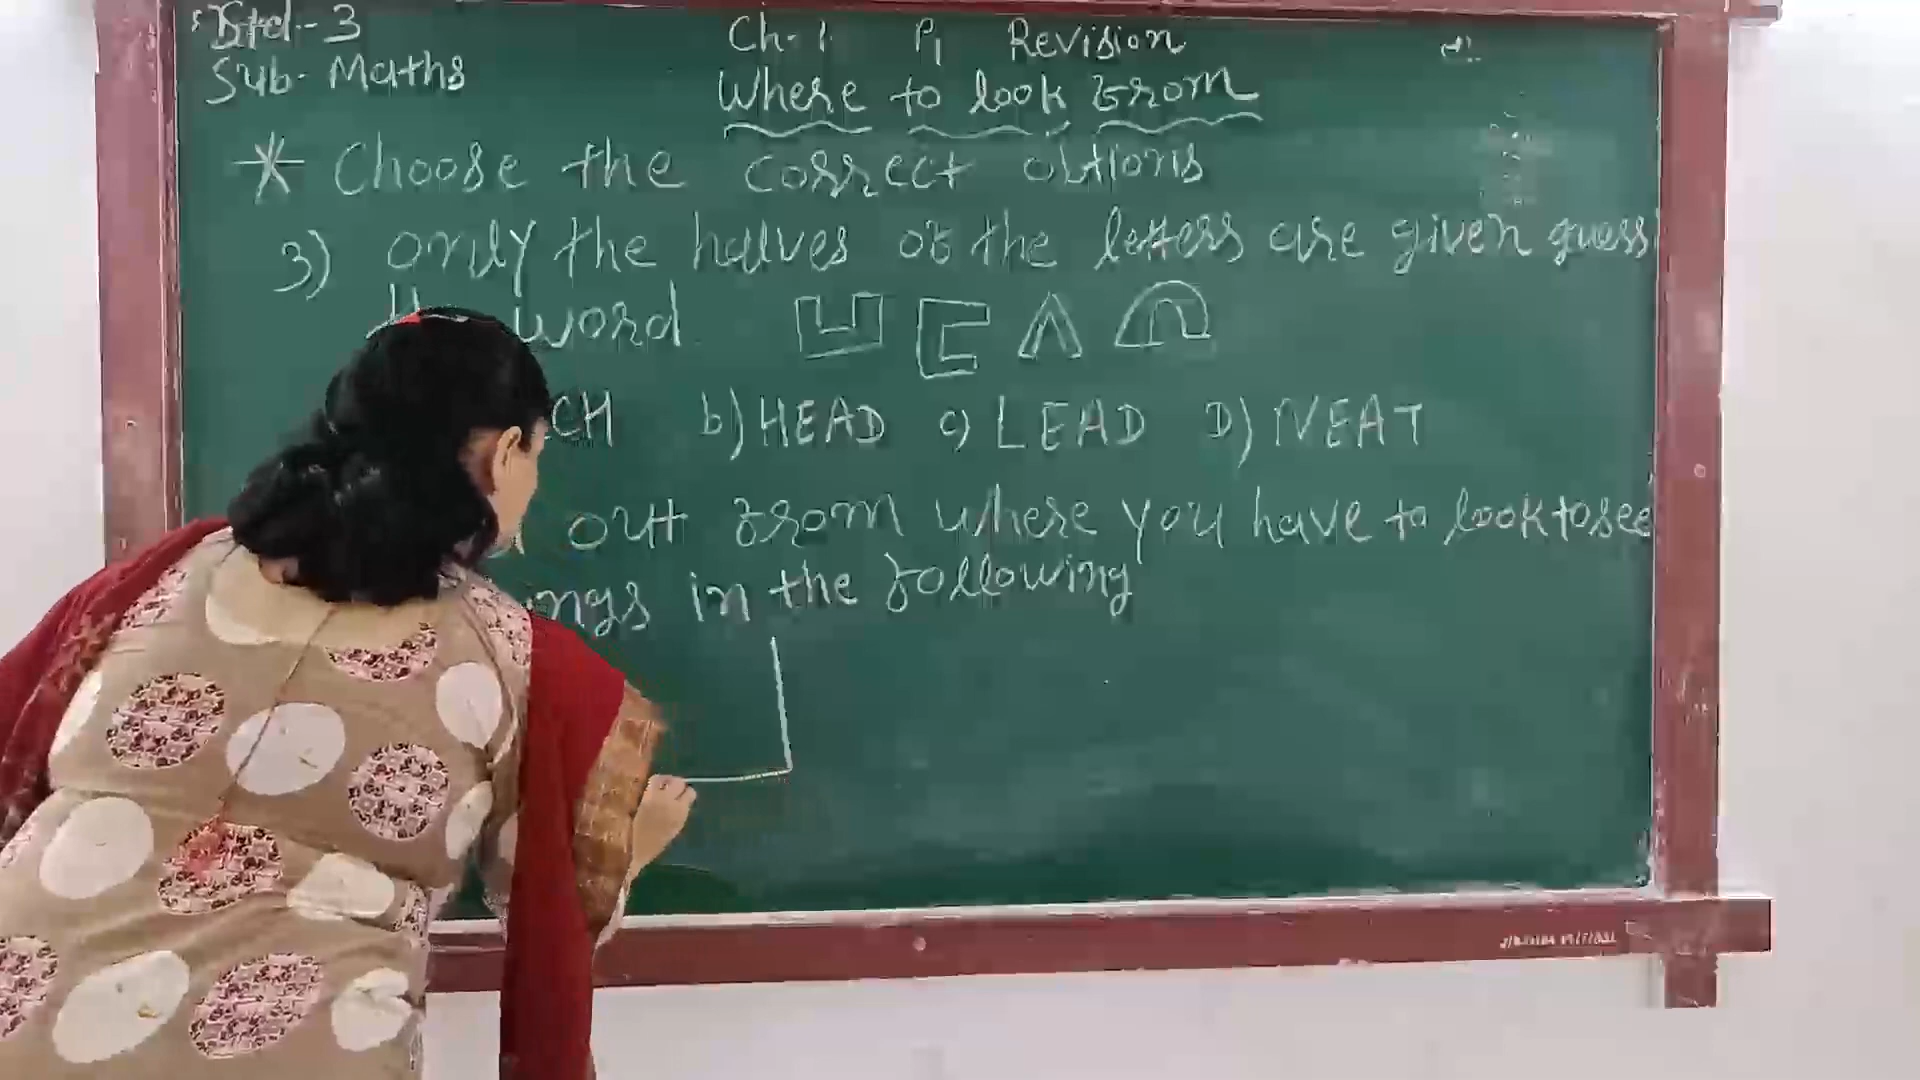 Std.-3
Sub- Maths
Ch-1 P1 Revision
Where to look From
* Choose the correct options
3) only the halves of the letters are given guess
word.
CH b) HEAD c) LEAD D) NEAT
out from where you have to look to see
ings in the following